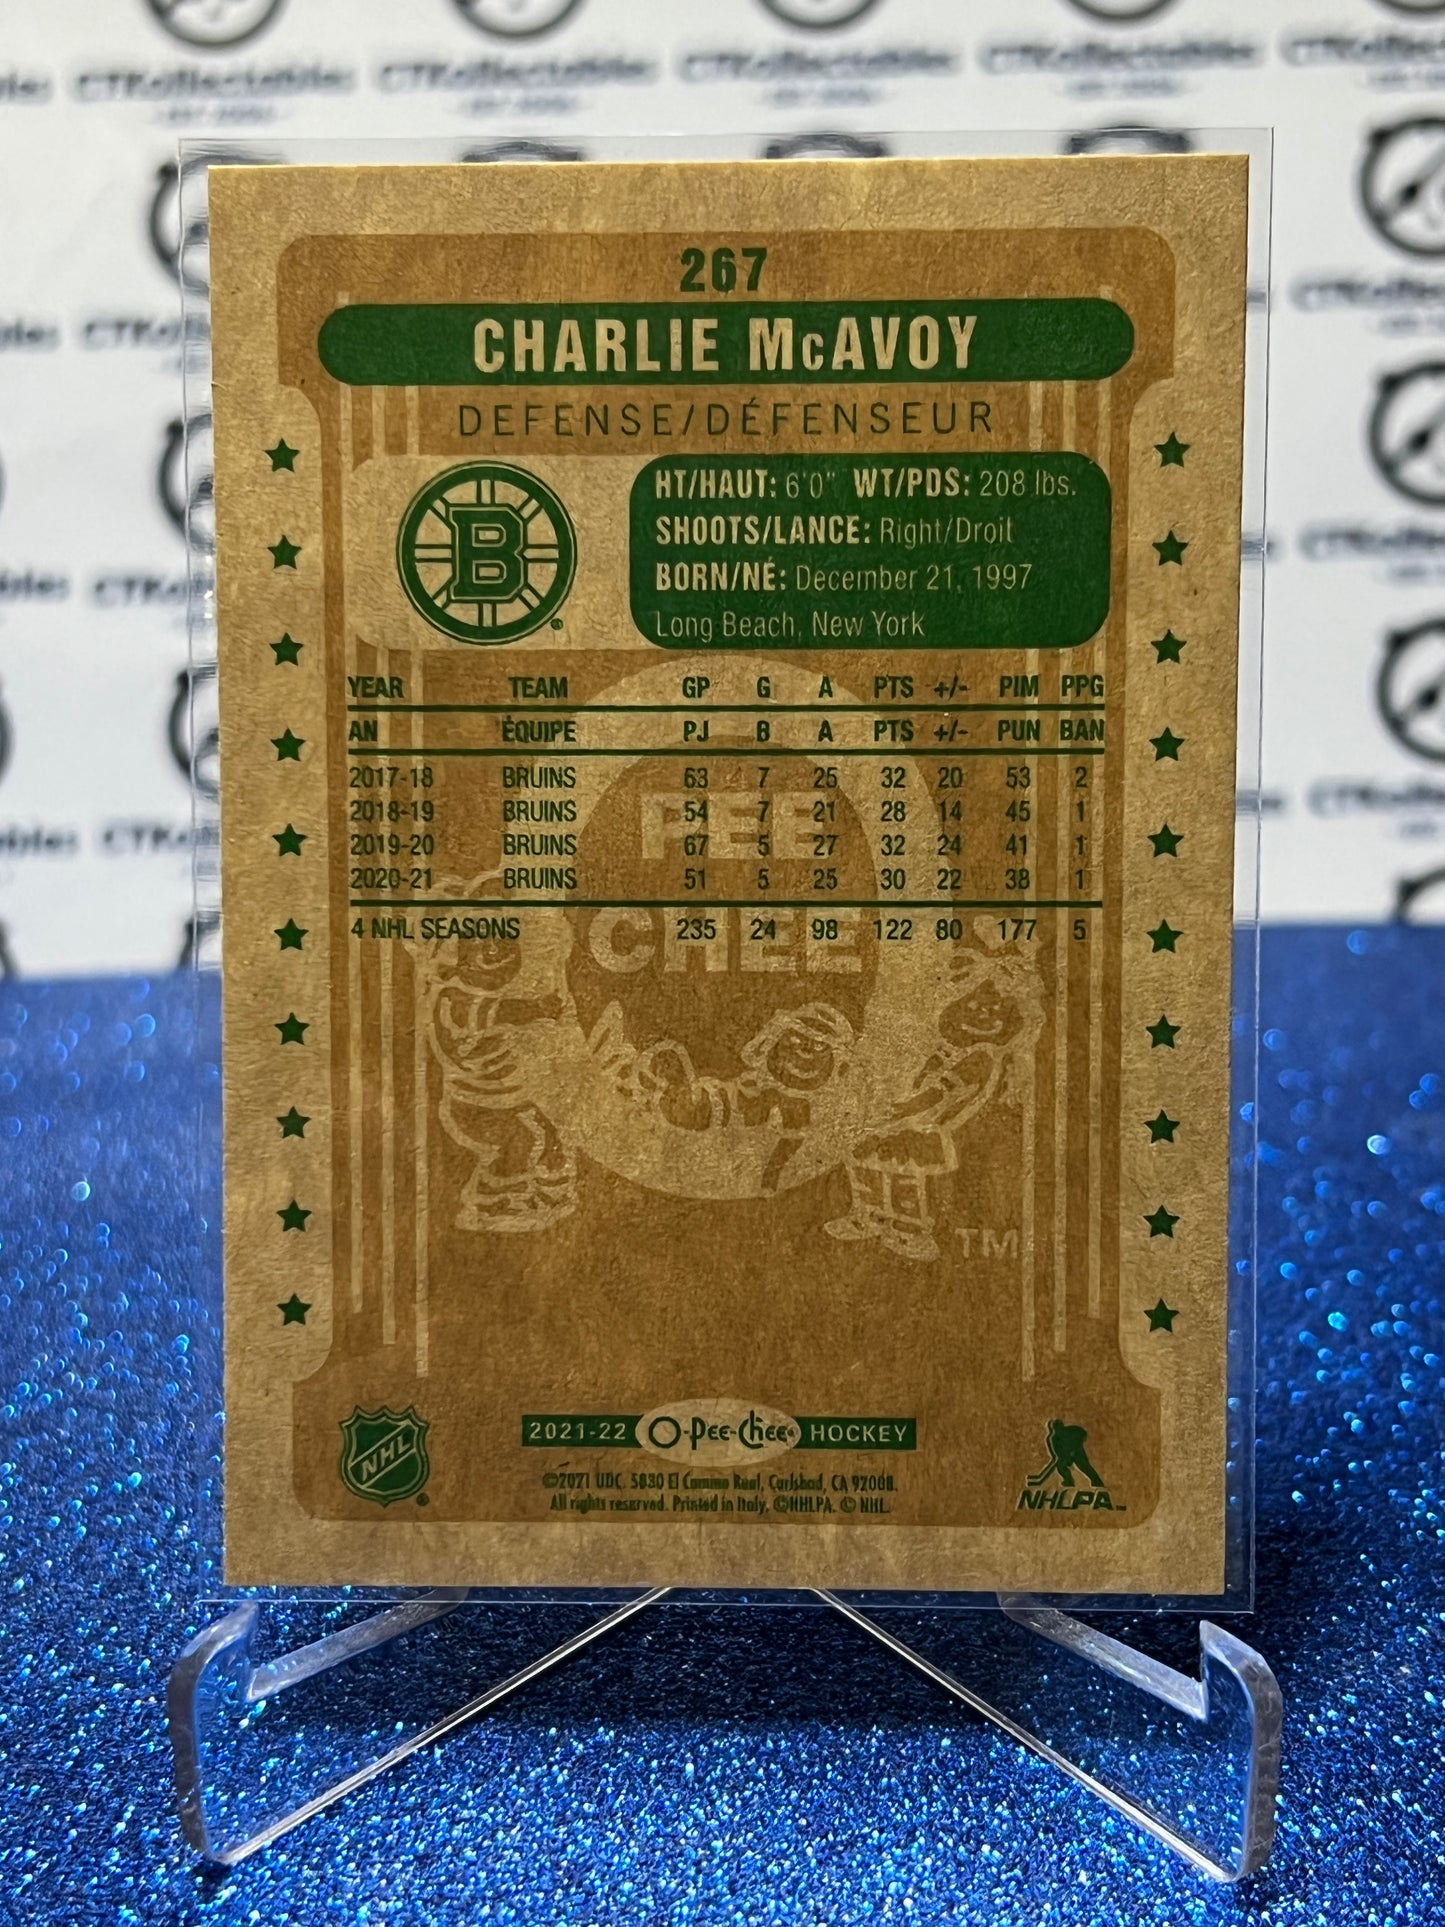 CTKollectables
267
CHARLIE McAVOY
DEFENSE/DÉFENSEUR
B
HT/HAUT: 6'0" WT/PDS: 208 lbs.
SHOOTS/LANCE: Right/Droit
BORN/NÉ: December 21, 1997
Long Beach, New York
YEAR TEAM GP G A PTS +/- PIM PPG
AN ÉQUIPE PJ B A PTS +/- PUN BAN
2017-18 BRUINS 63 7 25 32 20 53 2
2018-19 BRUINS 54 7 21 28 14 45 1
2019-20 BRUINS 67 5 27 32 24 41 1
2020-21 BRUINS 51 5 25 30 22 38 1
4 NHL SEASONS 235 24 98 122 80 177 5
PEE
CHEE
TM
2021-22 O-Pee-Chee HOCKEY
©2021 UDC. 5830 El Camino Real, Carlsbad, CA 92008.
All rights reserved. Printed in Italy. ©NHLPA. © NHL.
NHL
NHLPA™